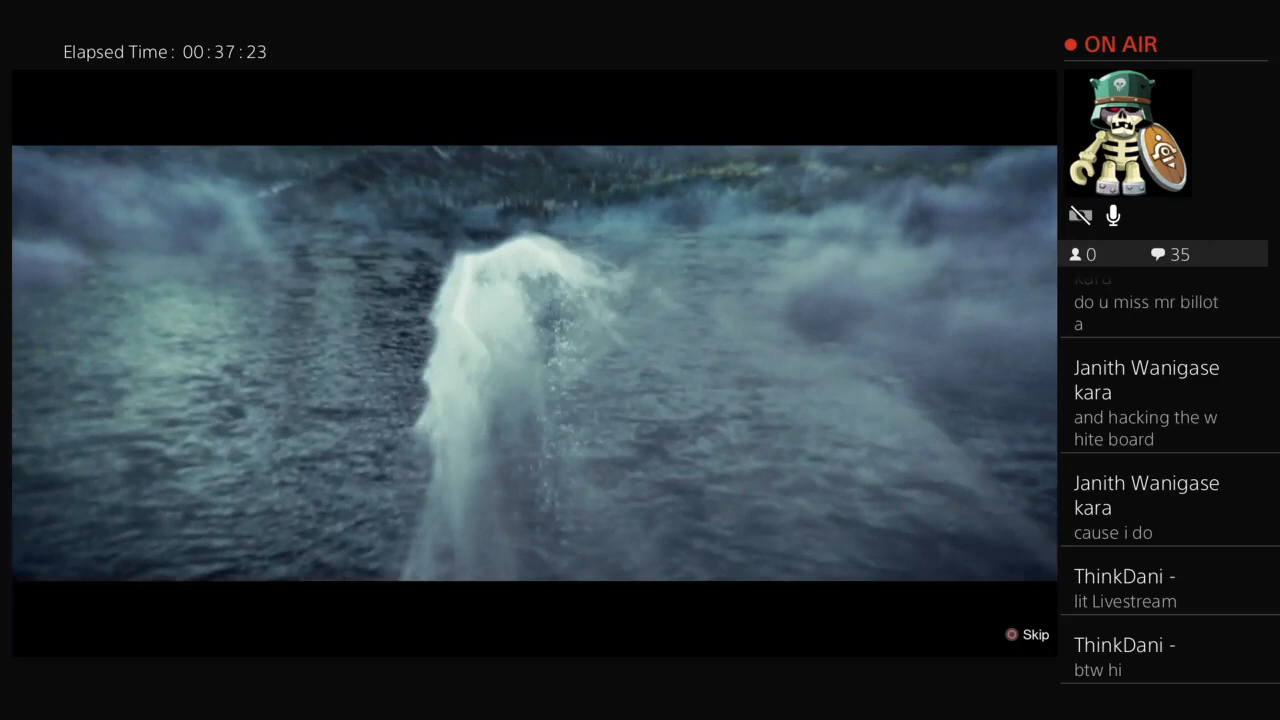 Elapsed Time: 00:37:23
ON AIR
0
35
kara
do u miss mr billot
a
Janith Wanigase
kara
and hacking the w
hite board
Janith Wanigase
kara
cause i do
ThinkDani -
lit Livestream
ThinkDani -
btw hi
Skip